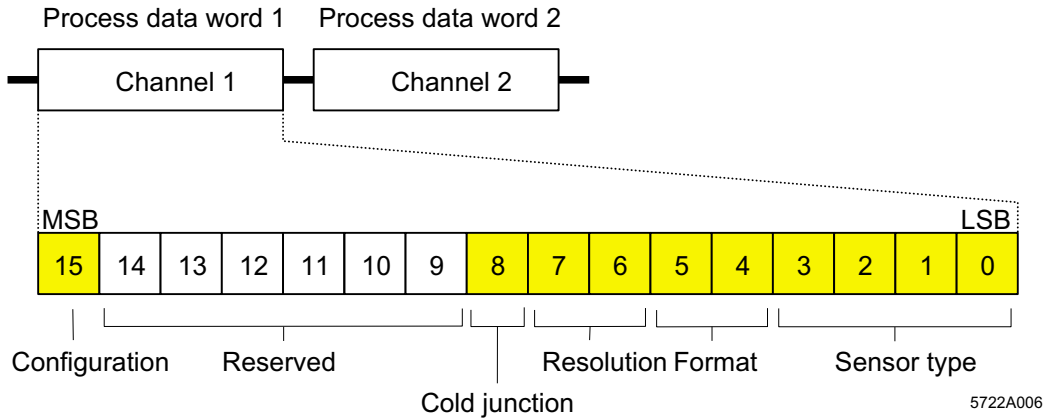 Process data word 1 Process data word 2
Channel 1 Channel 2
MSB LSB
15 14 13 12 11 10 9 8 7 6 5 4 3 2 1 0
Configuration Reserved Resolution Format Sensor type
Cold junction
5722A006